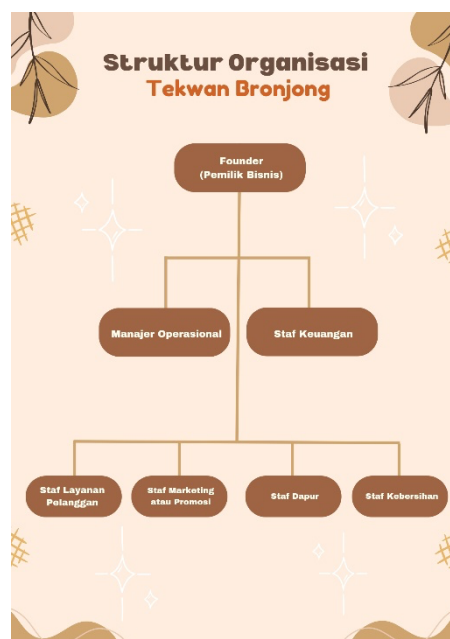 Struktur Organisasi
Tekwan Bronjong
Founder
(Pemilik Bisnis)
Manajer Operasional
Staf Keuangan
Staf Layanan
Pelanggan
Staf Marketing
atau Promosi
Staf Dapur
Staf Kebersihan